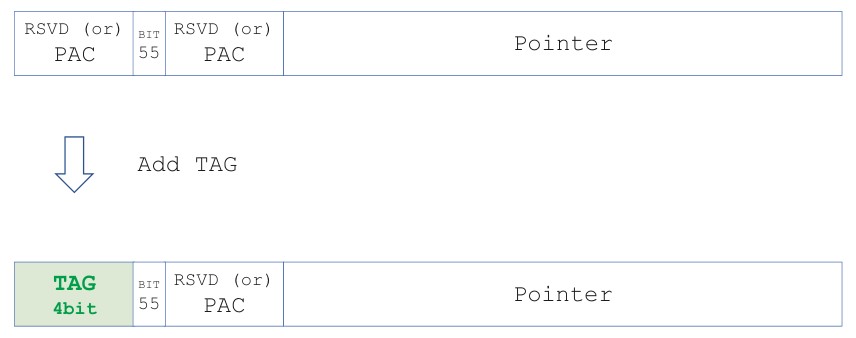 RSVD (or)
PAC
BIT
55
RSVD (or)
PAC
Pointer
Add TAG
TAG
4bit
BIT
55
RSVD (or)
PAC
Pointer